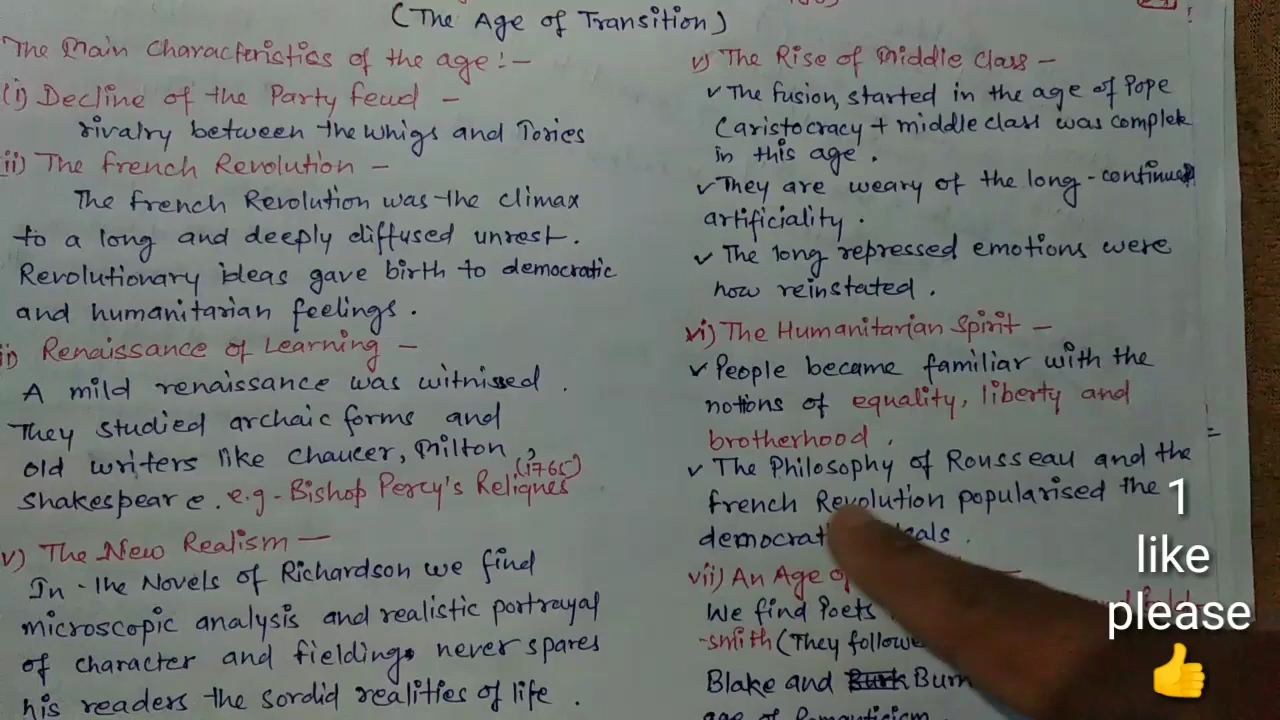 (The Age of Transition)
The Main Characteristics of the age:-
(i) Decline of the Party feud -
rivalry between the whigs and Tories
ii) The French Revolution -
The French Revolution was the climax
to a long and deeply diffused unrest.
Revolutionary ideas gave birth to democratic
and humanitarian feelings.
Renaissance of Learning -
A mild renaissance was witnissed.
They studied archaic forms and
old writers like Chaucer, Milton,
Shakespeare. e.g - Bishop Percy's Reliques (1765)
v) The New Realism -
In the Novels of Richardson we find
microscopic analysis and realistic portrayal
of character and fielding never spares
his readers the sordid realities of life.
v) The Rise of Middle Class -
✓ The fusion, started in the age of Pope
(aristocracy + middle class was complete
in this age.
✓ They are weary of the long-continued
artificiality.
✓ The long repressed emotions were
now reinstated.
vi) The Humanitarian Spirit -
✓ People became familiar with the
notions of equality, liberty and
brotherhood.
✓ The Philosophy of Rousseau and the
French Revolution popularised the
vii) An Age of
We find Poets
-smith (They followe
Blake and Burn
age of Romanticism
1
like
please
👍